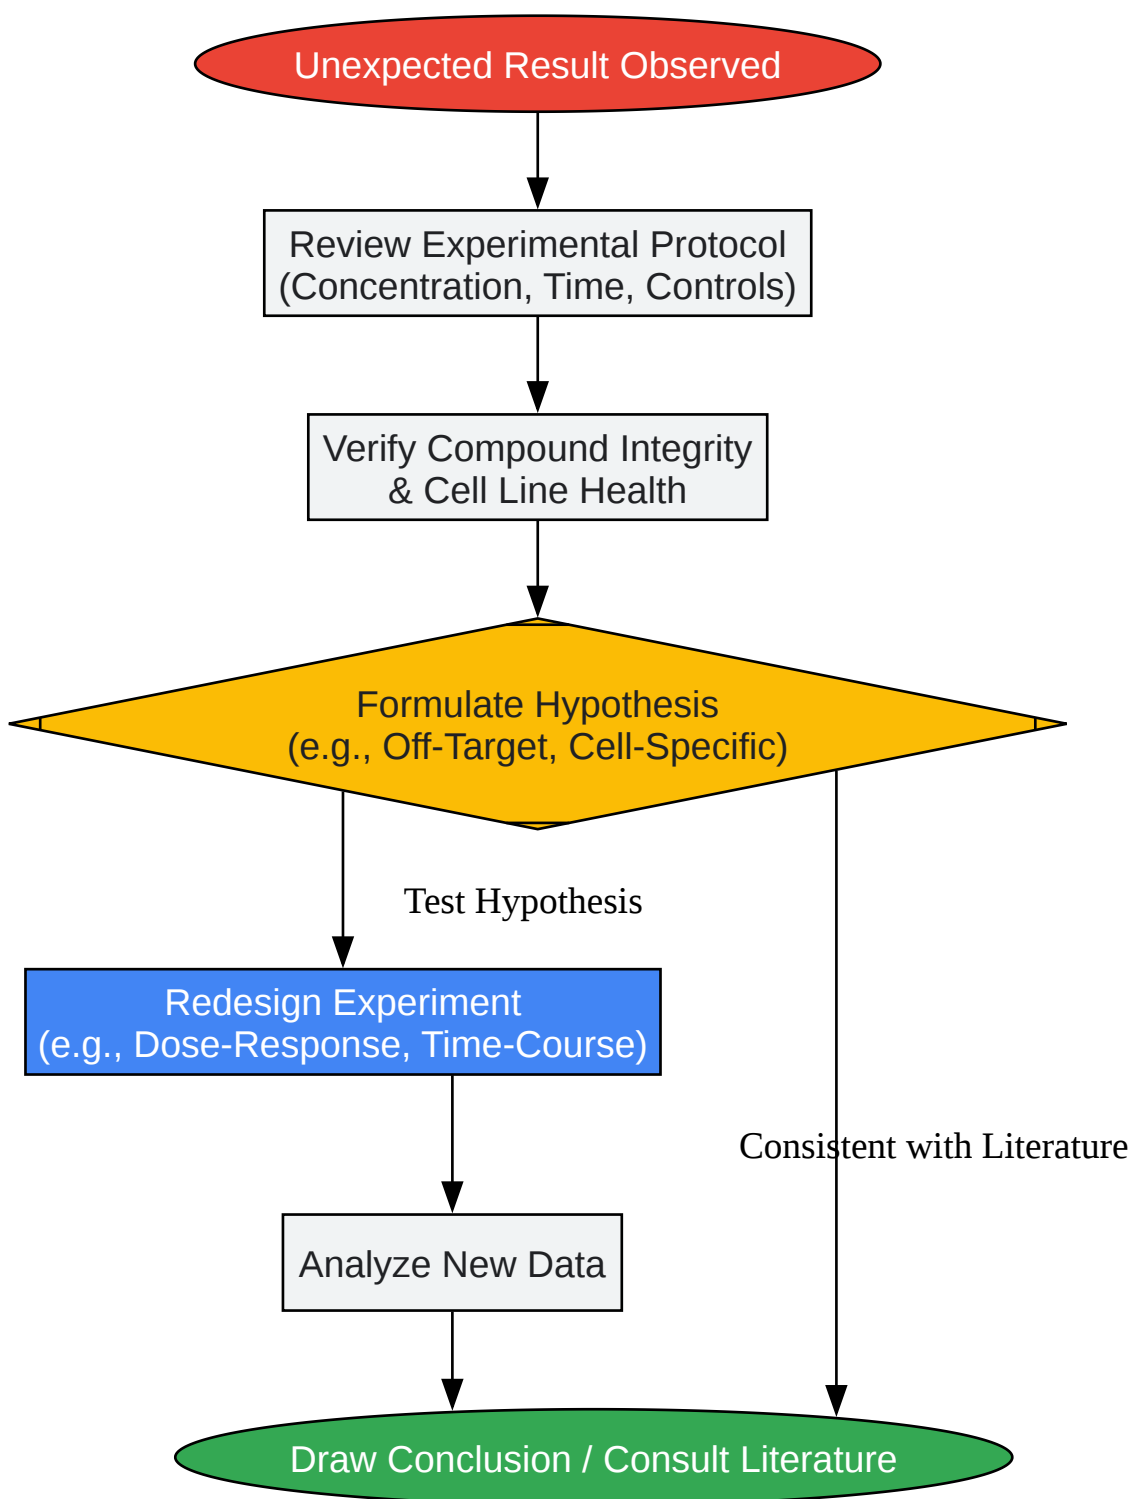 Unexpected Result Observed
Review Experimental Protocol
(Concentration, Time, Controls)
Verify Compound Integrity
& Cell Line Health
Formulate Hypothesis
(e.g., Off-Target, Cell-Specific)
Test Hypothesis
Redesign Experiment
(e.g., Dose-Response, Time-Course)
Consistent with Literature
Analyze New Data
Draw Conclusion / Consult Literature